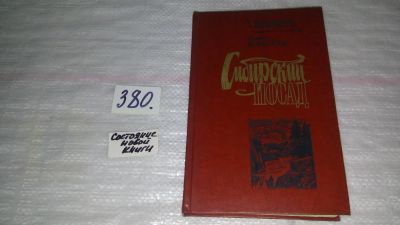 380.
Состояние
новой
книги
Сибирский
ПОСАД